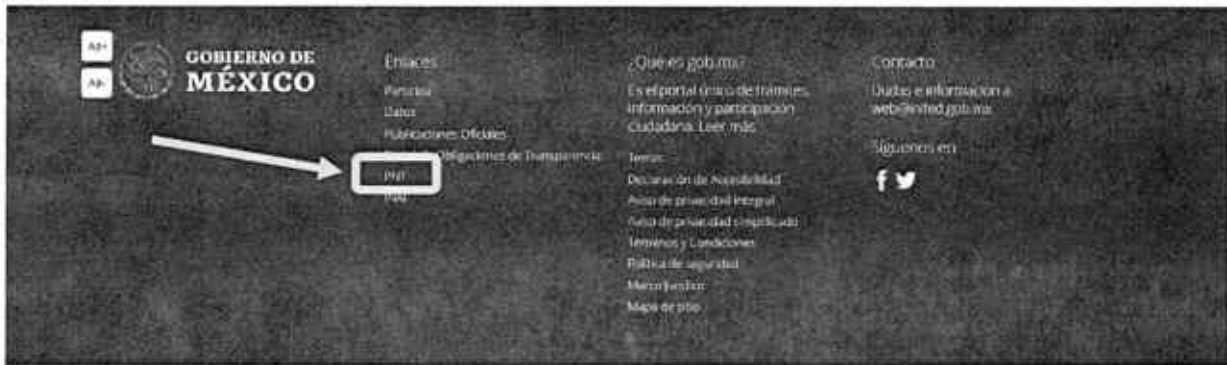 GOBIERNO DE
MÉXICO
Enlaces
Participa
Datos
Publicaciones Oficiales
Obligaciones de Transparencia
PNT
INAI
¿Qué es gob.mx?
Es el portal único de trámites,
información y participación
ciudadana. Leer más
Temas
Declaración de Accesibilidad
Aviso de privacidad integral
Aviso de privacidad simplificado
Términos y Condiciones
Política de seguridad
Marco Jurídico
Mapa de sitio
Contacto
Dudas e información a
web@inifed.gob.mx
Síguenos en